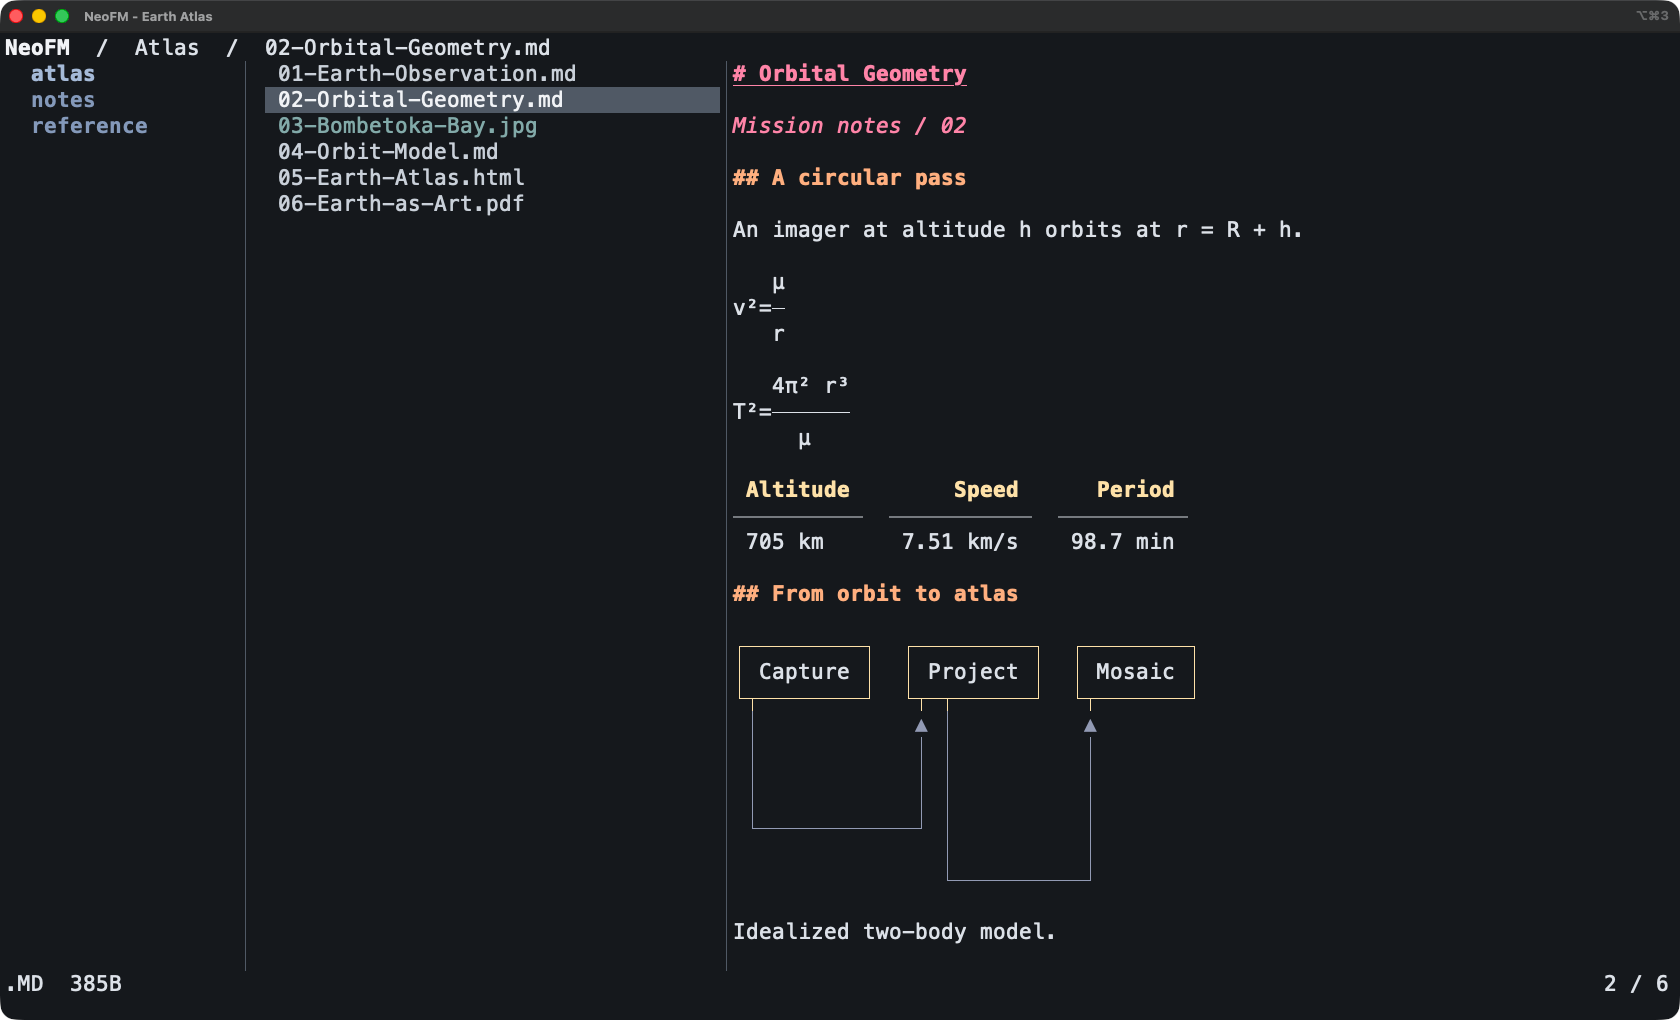 NeoFM - Earth Atlas
⌥⌘3
NeoFM / Atlas / 02-Orbital-Geometry.md
atlas
notes
reference
01-Earth-Observation.md
02-Orbital-Geometry.md
03-Bombetoka-Bay.jpg
04-Orbit-Model.md
05-Earth-Atlas.html
06-Earth-as-Art.pdf
# Orbital Geometry
Mission notes / 02
## A circular pass
An imager at altitude h orbits at r = R + h.
μ
v²=
r
4π² r³
T²=
μ
Altitude Speed Period
705 km 7.51 km/s 98.7 min
## From orbit to atlas
Capture Project Mosaic
Idealized two-body model.
.MD 385B
2 / 6